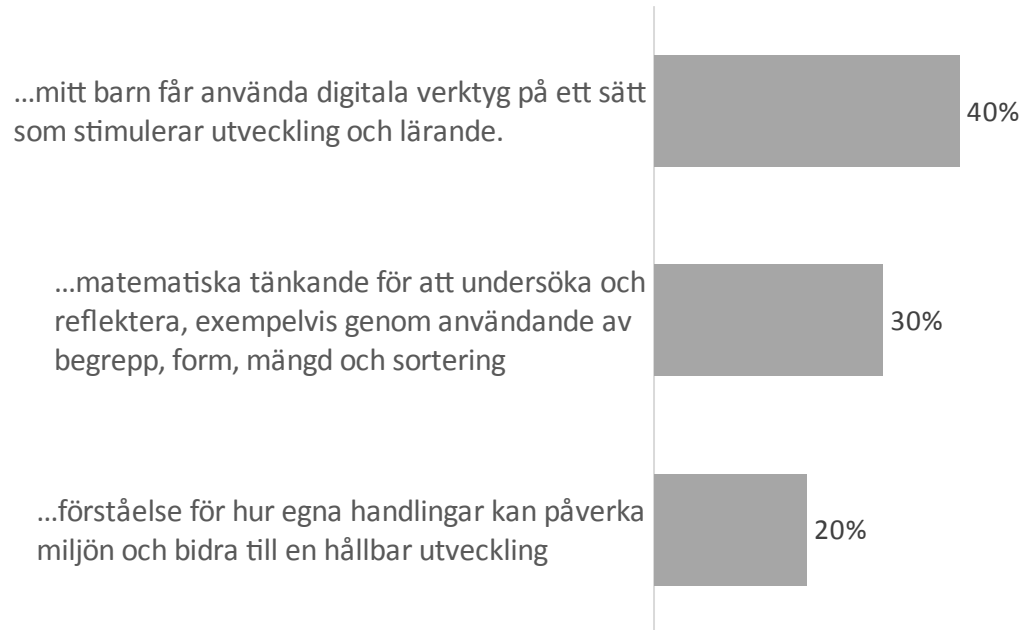 ...mitt barn får använda digitala verktyg på ett sätt
som stimulerar utveckling och lärande.
40%
...matematiska tänkande för att undersöka och
reflektera, exempelvis genom användande av
begrepp, form, mängd och sortering
30%
...förståelse för hur egna handlingar kan påverka
miljön och bidra till en hållbar utveckling
20%